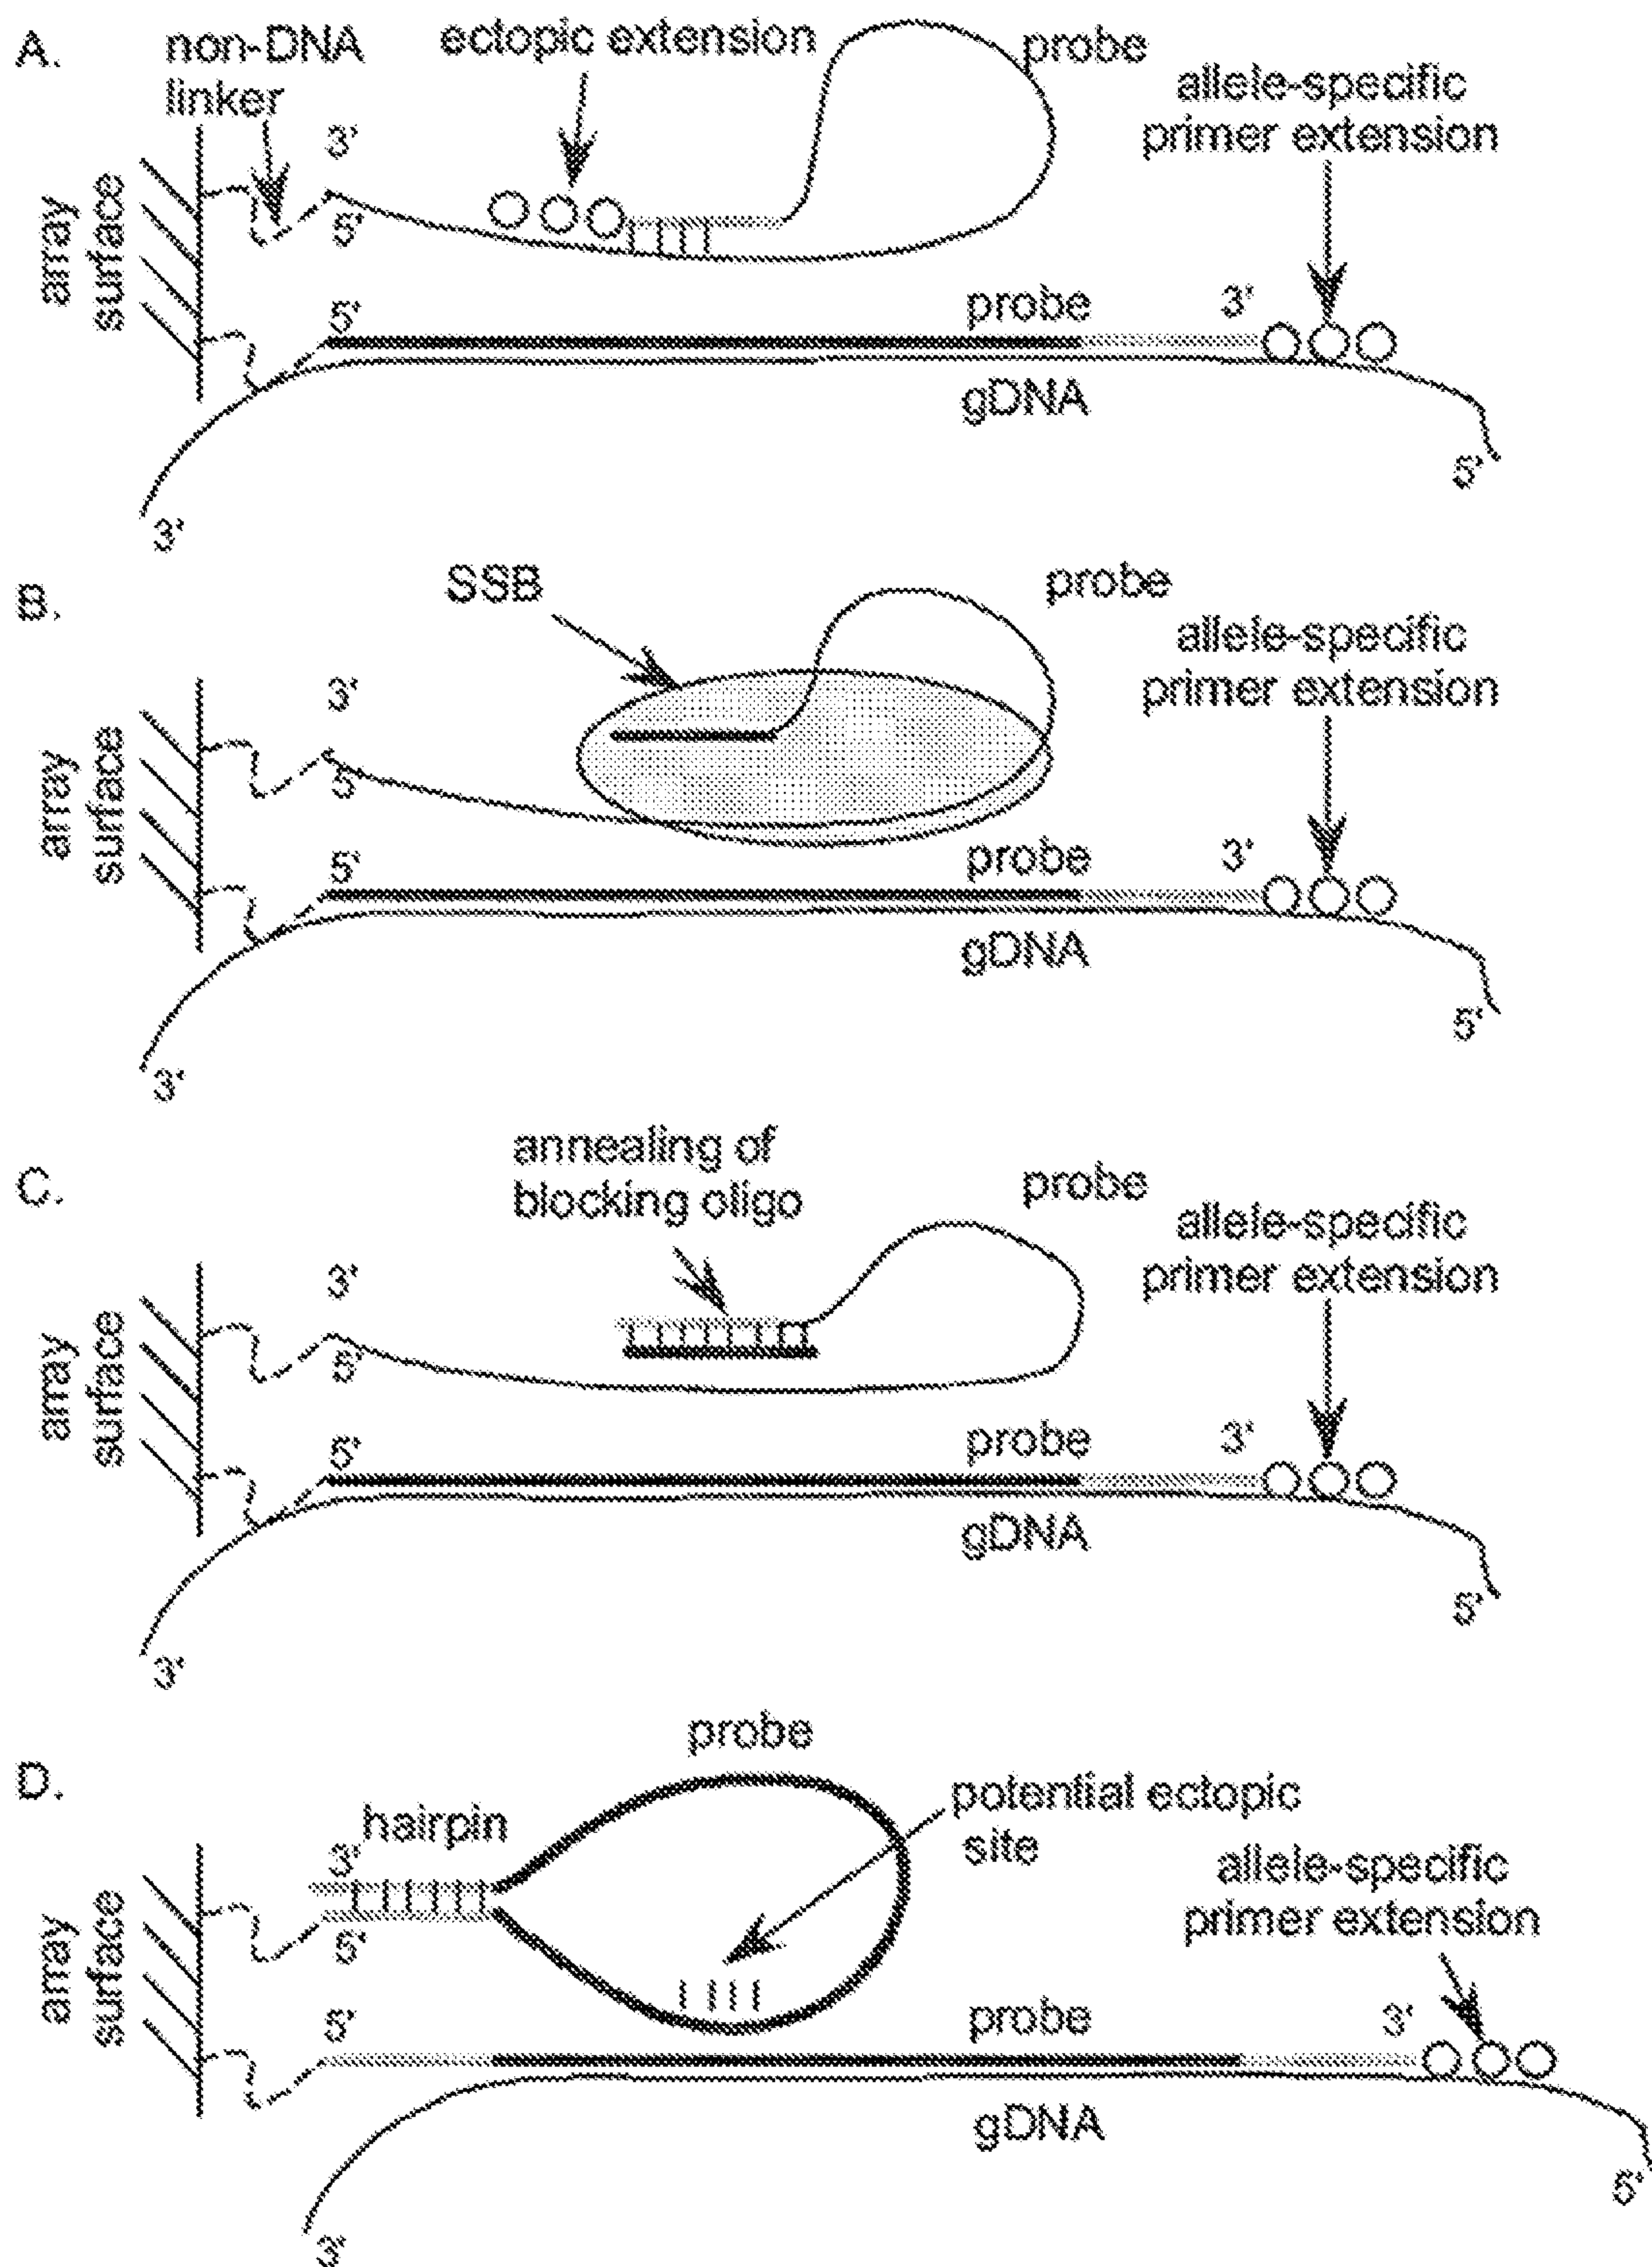 A.
non-DNA
linker
ectopic extension
probe
allele-specific
primer extension
array
surface
3'
5'
5'
probe
3'
gDNA
5'
3'
B.
SSB
probe
allele-specific
primer extension
array
surface
3'
5'
5'
probe
3'
gDNA
5'
3'
C.
annealing of
blocking oligo
probe
allele-specific
primer extension
array
surface
3'
5'
5'
probe
3'
gDNA
5'
3'
D.
probe
hairpin
potential ectopic
site
allele-specific
primer extension
array
surface
3'
5'
5'
probe
3'
gDNA
5'
3'